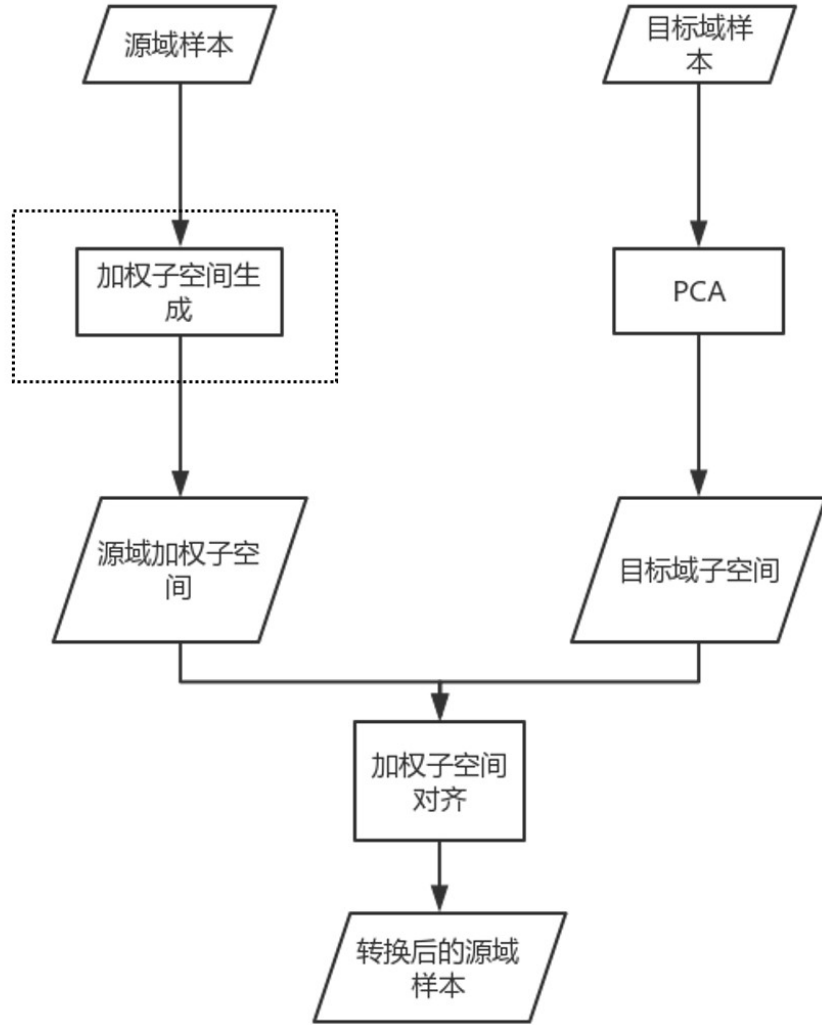 源域样本
目标域样
本
加权子空间生
成
PCA
源域加权子空
间
目标域子空间
加权子空间
对齐
转换后的源域
样本